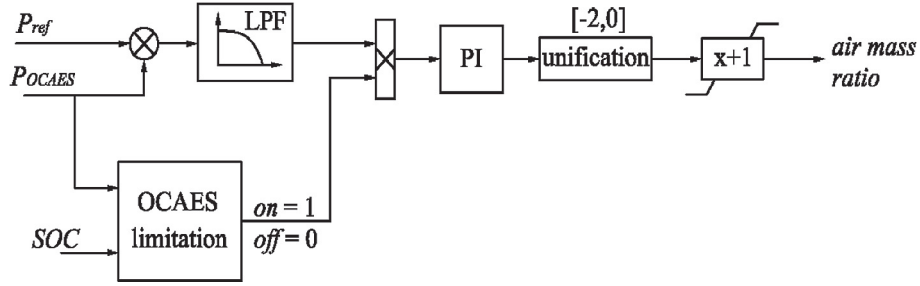 P_ref
LPF
[-2,0]
PI
unification
x+1
air mass
ratio
P_OCAES
OCAES
limitation
on = 1
off = 0
SOC